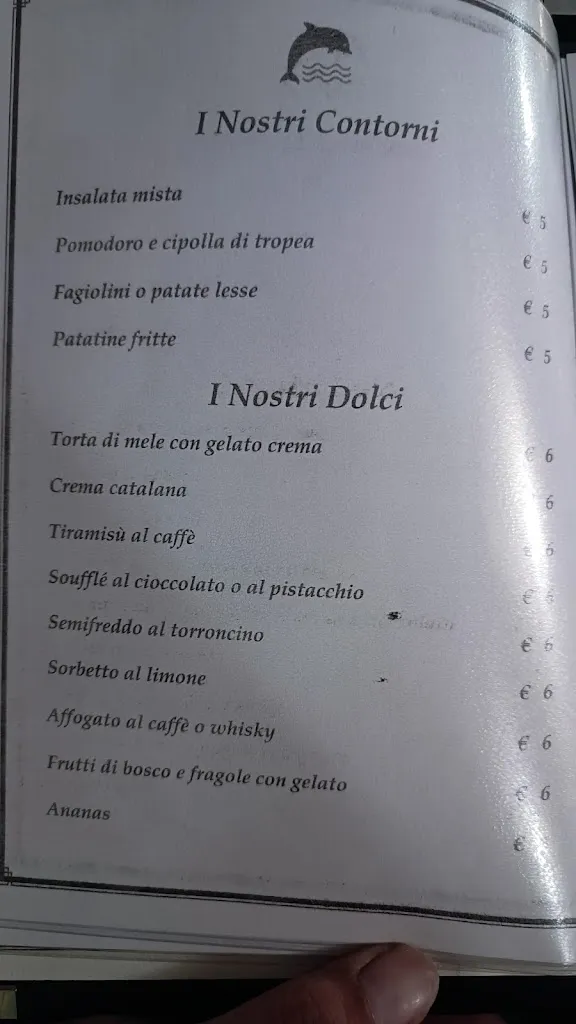 I Nostri Contorni
Insalata mista € 5
Pomodoro e cipolla di tropea € 5
Fagiolini o patate lesse € 5
Patatine fritte € 5
I Nostri Dolci
Torta di mele con gelato crema € 6
Crema catalana 6
Tiramisù al caffè € 6
Soufflé al cioccolato o al pistacchio € 6
Semifreddo al torroncino € 6
Sorbetto al limone € 6
Affogato al caffè o whisky € 6
Frutti di bosco e fragole con gelato € 6
Ananas €